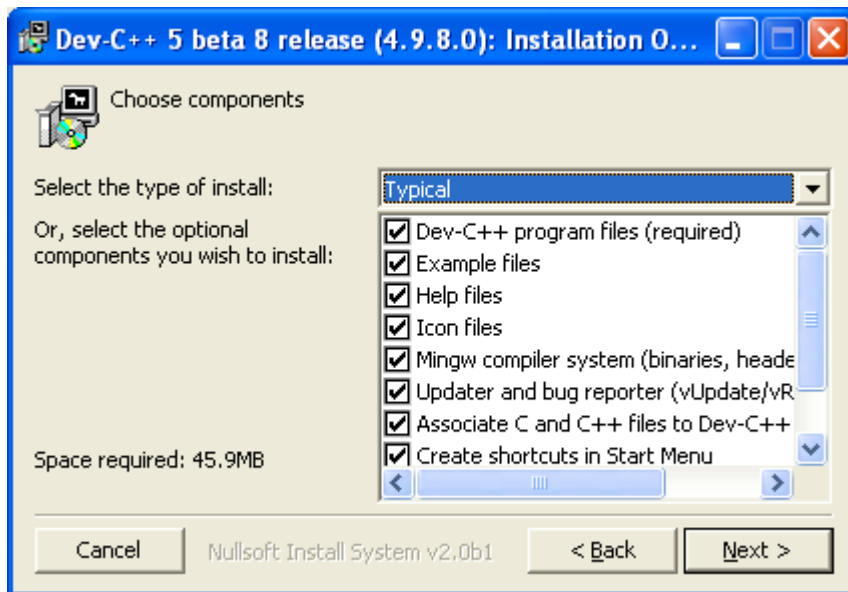 Dev-C++ 5 beta 8 release (4.9.8.0): Installation O...
Choose components
Select the type of install:
Typical
Or, select the optional
components you wish to install:
Dev-C++ program files (required)
Example files
Help files
Icon files
Mingw compiler system (binaries, heade
Updater and bug reporter (vUpdate/vR
Associate C and C++ files to Dev-C++
Create shortcuts in Start Menu
Space required: 45.9MB
Cancel
Nullsoft Install System v2.0b1
< Back
Next >